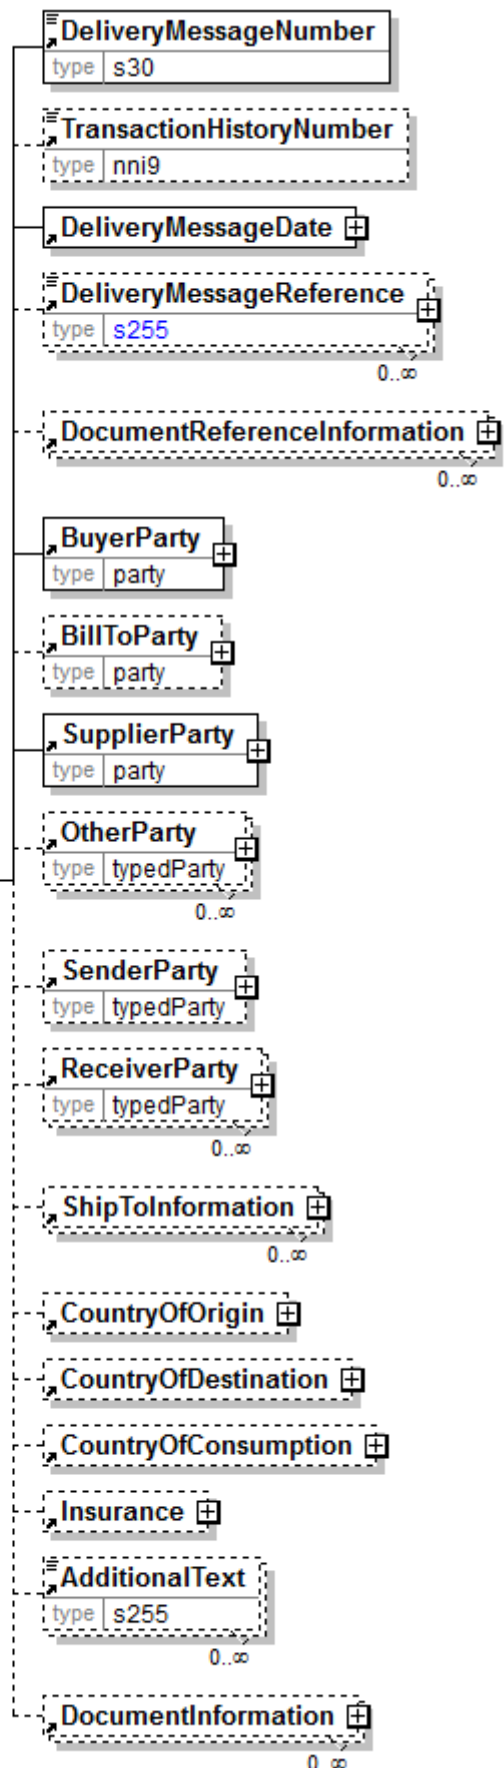 DeliveryMessageNumber
type s30
TransactionHistoryNumber
type nni9
DeliveryMessageDate
DeliveryMessageReference
type s255
0..∞
DocumentReferenceInformation
0..∞
BuyerParty
type party
BillToParty
type party
SupplierParty
type party
OtherParty
type typedParty
0..∞
SenderParty
type typedParty
ReceiverParty
type typedParty
0..∞
ShipToInformation
0..∞
CountryOfOrigin
CountryOfDestination
CountryOfConsumption
Insurance
AdditionalText
type s255
0..∞
DocumentInformation
0..∞